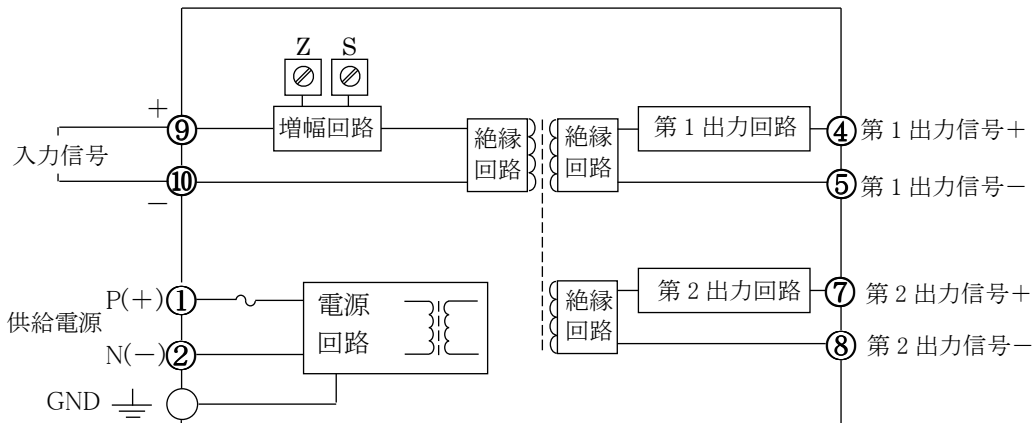 Z S
+
⑨
増幅回路
入力信号
⑩
−
絶縁
回路
絶縁
回路
第1出力回路
④ 第1出力信号+
⑤ 第1出力信号−
P(+) ①
供給電源
N(−) ②
GND
電源
回路
絶縁
回路
第2出力回路
⑦ 第2出力信号+
⑧ 第2出力信号−